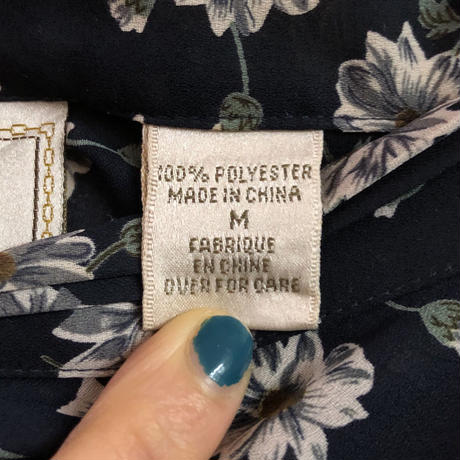 100% POLYESTER
MADE IN CHINA
M
FABRIQUE
EN CHINE
OVER FOR CARE